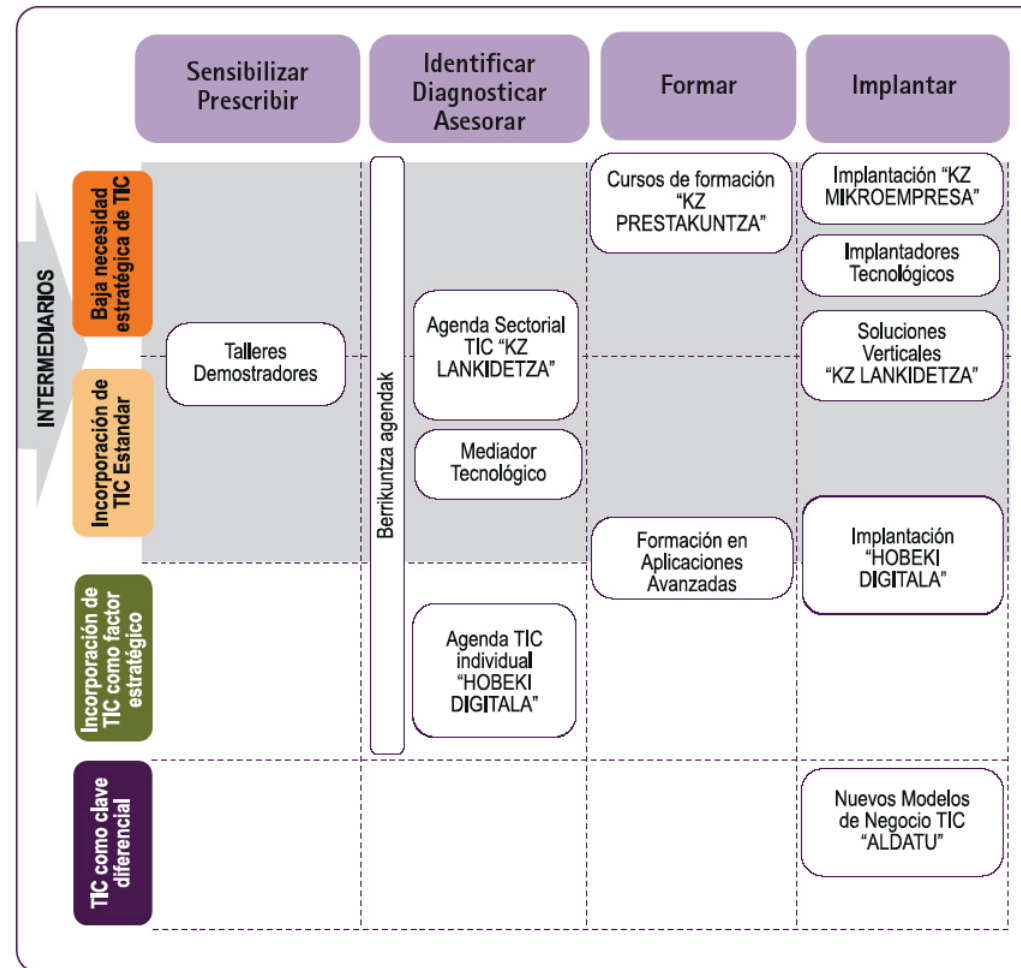 Sensibilizar
Prescribir
Identificar
Diagnosticar
Asesorar
Formar
Implantar
INTERMEDIARIOS
Baja necesidad
estratégica de TIC
Cursos de formación
“KZ
PRESTAKUNTZA”
Implantación “KZ
MIKROEMPRESA”
Implantadores
Tecnológicos
Talleres
Demostradores
Berrikuntza agendak
Agenda Sectorial
TIC “KZ
LANKIDETZA”
Soluciones
Verticales
“KZ LANKIDETZA”
Incorporación de
TIC Estandar
Mediador
Tecnológico
Formación en
Aplicaciones
Avanzadas
Implantación
“HOBEKI
DIGITALA”
Incorporación de
TIC como factor
estratégico
Agenda TIC
individual
“HOBEKI
DIGITALA”
TIC como clave
diferencial
Nuevos Modelos
de Negocio TIC
“ALDATU”